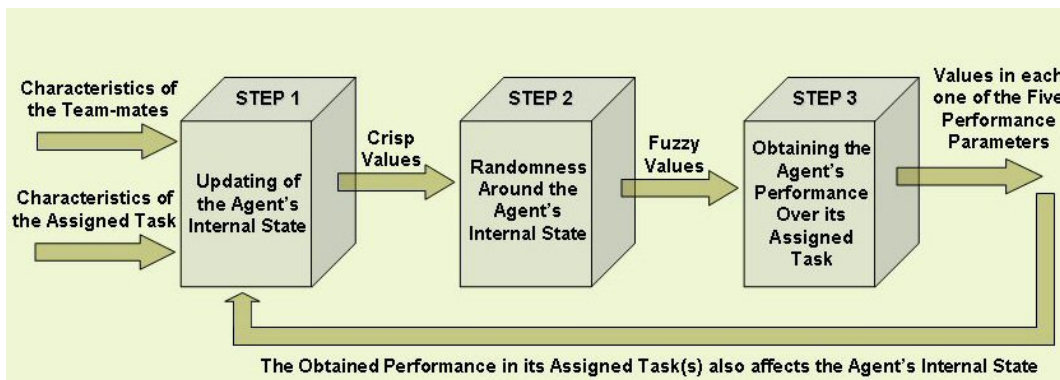 Characteristics of
the Team-mates
Characteristics of
the Assigned Task
STEP 1
Updating of
the Agent's
Internal State
Crisp
Values
STEP 2
Randomness
Around the
Agent's
Internal State
Fuzzy
Values
STEP 3
Obtaining the
Agent's
Performance
Over its
Assigned
Task
Values in each
one of the Five
Performance
Parameters
The Obtained Performance in its Assigned Task(s) also affects the Agent's Internal State